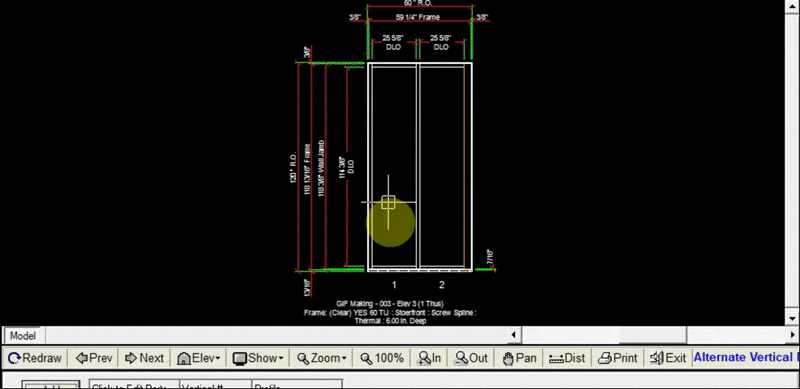 60 " R.O.
3/8" 59 1/4" Frame 3/8"
25 5/8" 25 5/8"
DLO DLO
3/8"
120 " R.O.
118 13/16" Frame
118 3/8" Wall Jamb
114 3/8"
DLO
13/16"
7/16"
1 2
GIF Making - 003 - Elev 3 (1 Thus)
Frame: (Clear) YES 60 TU : Stoerfront : Screw Spline :
Thermal : 6.00 in. Deep
Model
Redraw Prev Next Elev Show Zoom 100% In Out Pan Dist Print Exit Alternate Vertical
Click to Edit Parts Vertical # Profile